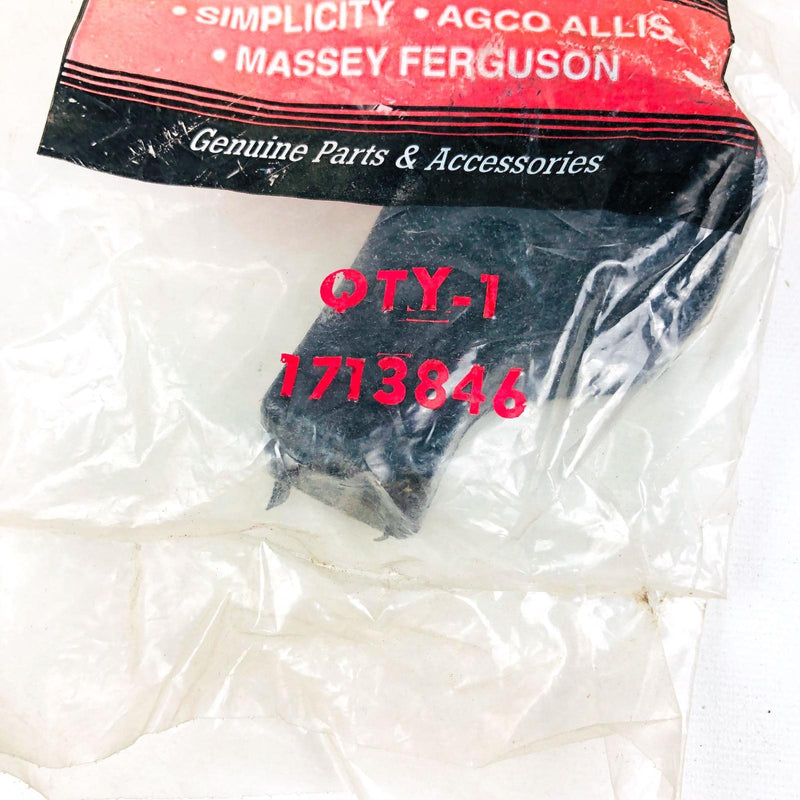 • SIMPLICITY • AGCO ALLIS
• MASSEY FERGUSON
Genuine Parts & Accessories
QTY-1
1713846